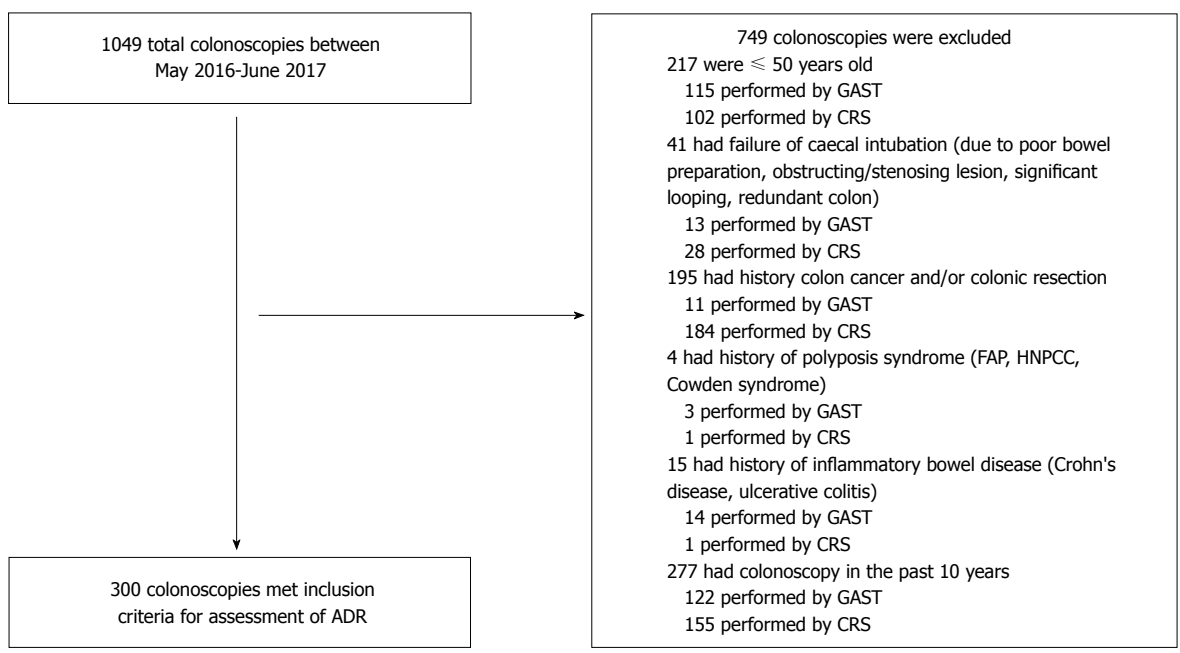 1049 total colonoscopies between
May 2016-June 2017
749 colonoscopies were excluded
217 were ≤ 50 years old
115 performed by GAST
102 performed by CRS
41 had failure of caecal intubation (due to poor bowel
preparation, obstructing/stenosing lesion, significant
looping, redundant colon)
13 performed by GAST
28 performed by CRS
195 had history colon cancer and/or colonic resection
11 performed by GAST
184 performed by CRS
4 had history of polyposis syndrome (FAP, HNPCC,
Cowden syndrome)
3 performed by GAST
1 performed by CRS
15 had history of inflammatory bowel disease (Crohn's
disease, ulcerative colitis)
14 performed by GAST
1 performed by CRS
277 had colonoscopy in the past 10 years
122 performed by GAST
155 performed by CRS
300 colonoscopies met inclusion
criteria for assessment of ADR